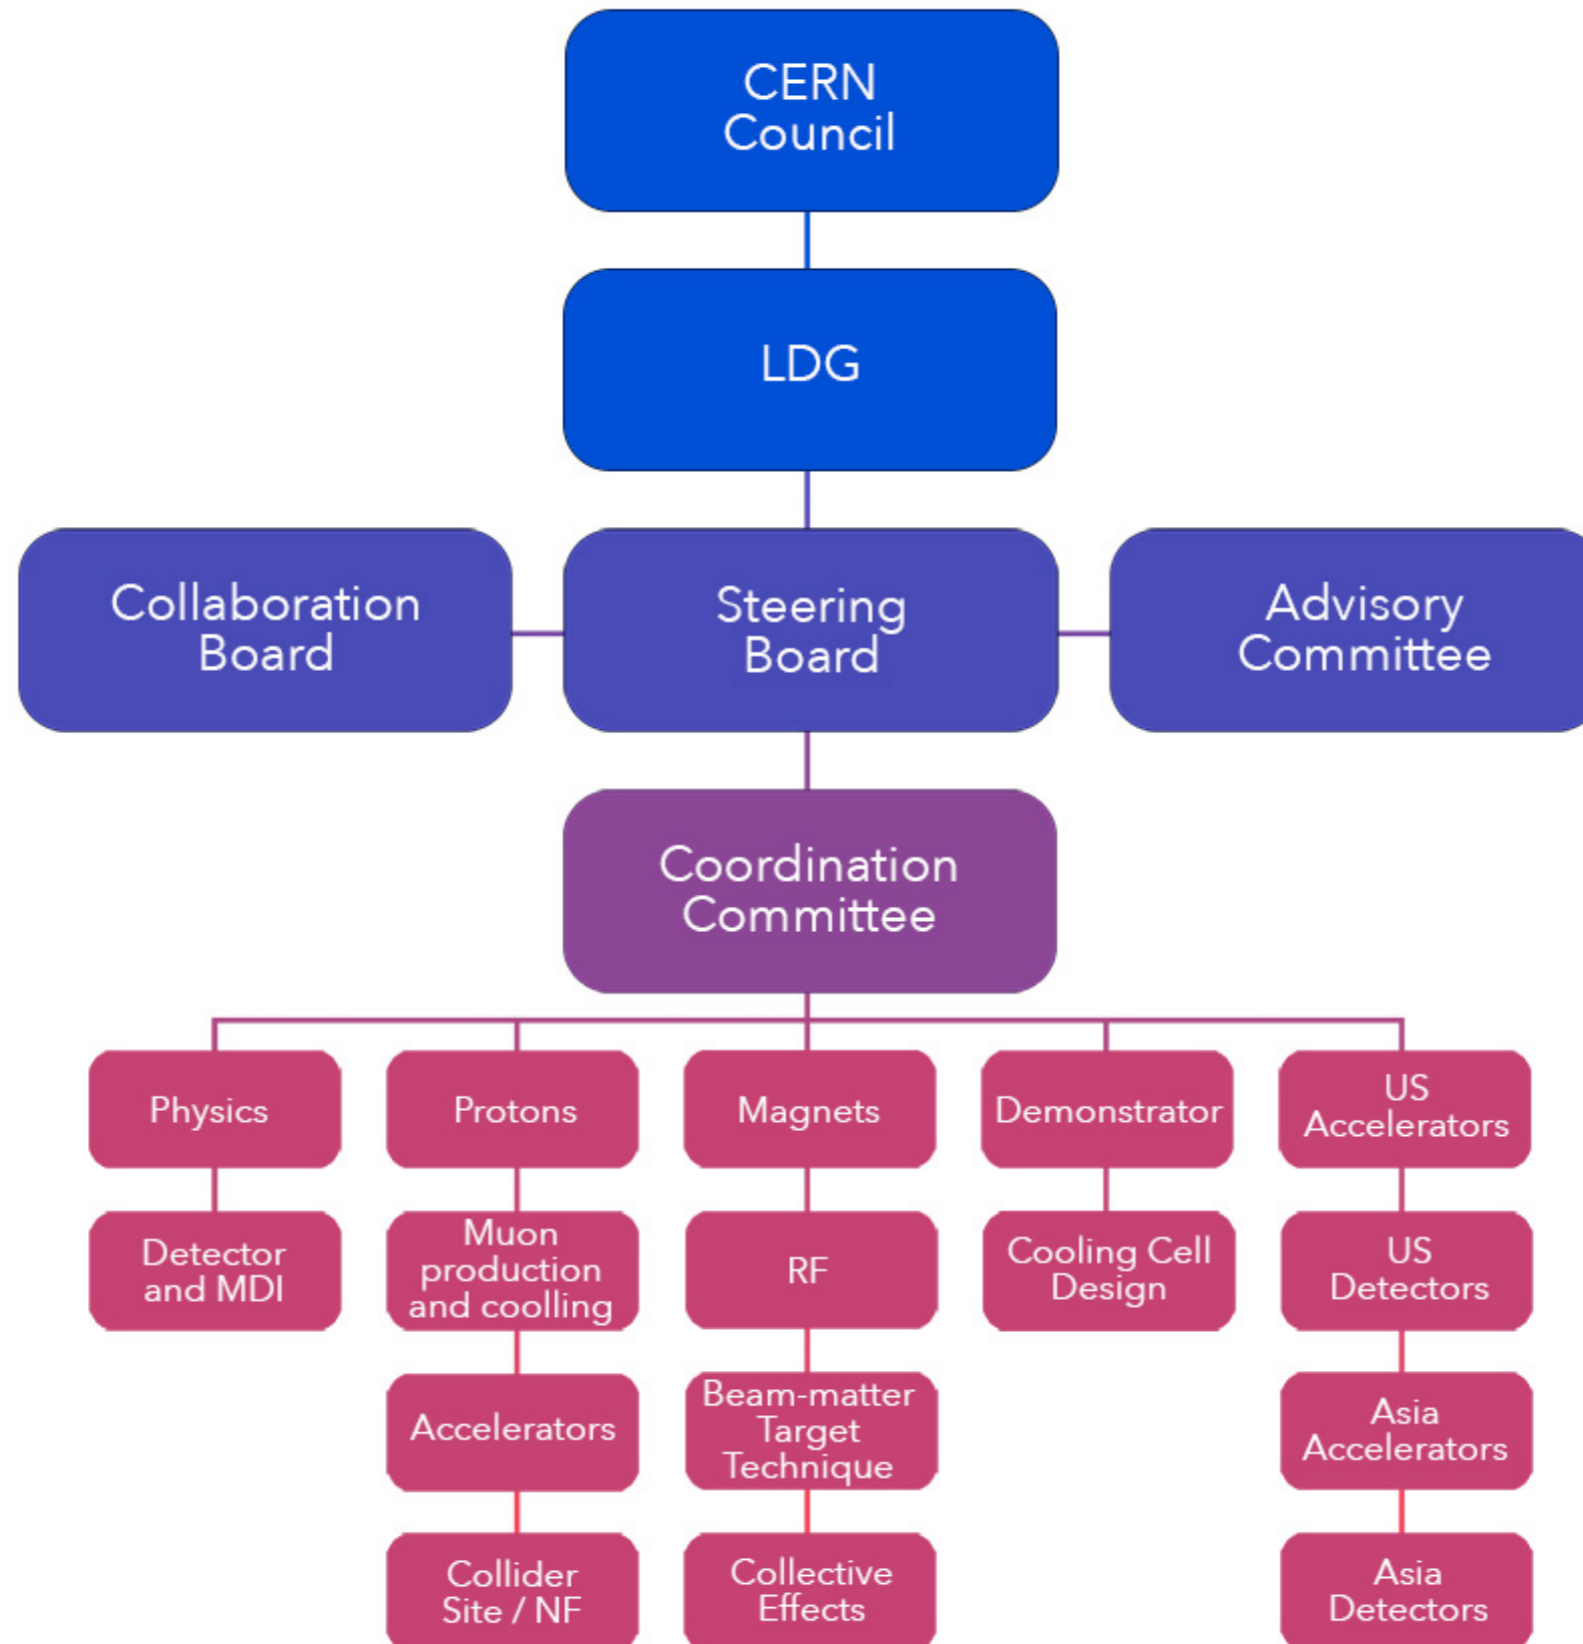 CERN
Council
LDG
Collaboration
Board
Steering
Board
Advisory
Committee
Coordination
Committee
Physics
Protons
Magnets
Demonstrator
US
Accelerators
Detector
and MDI
Muon
production
and coolling
RF
Cooling Cell
Design
US
Detectors
Accelerators
Beam-matter
Target
Technique
Asia
Accelerators
Collider
Site / NF
Collective
Effects
Asia
Detectors